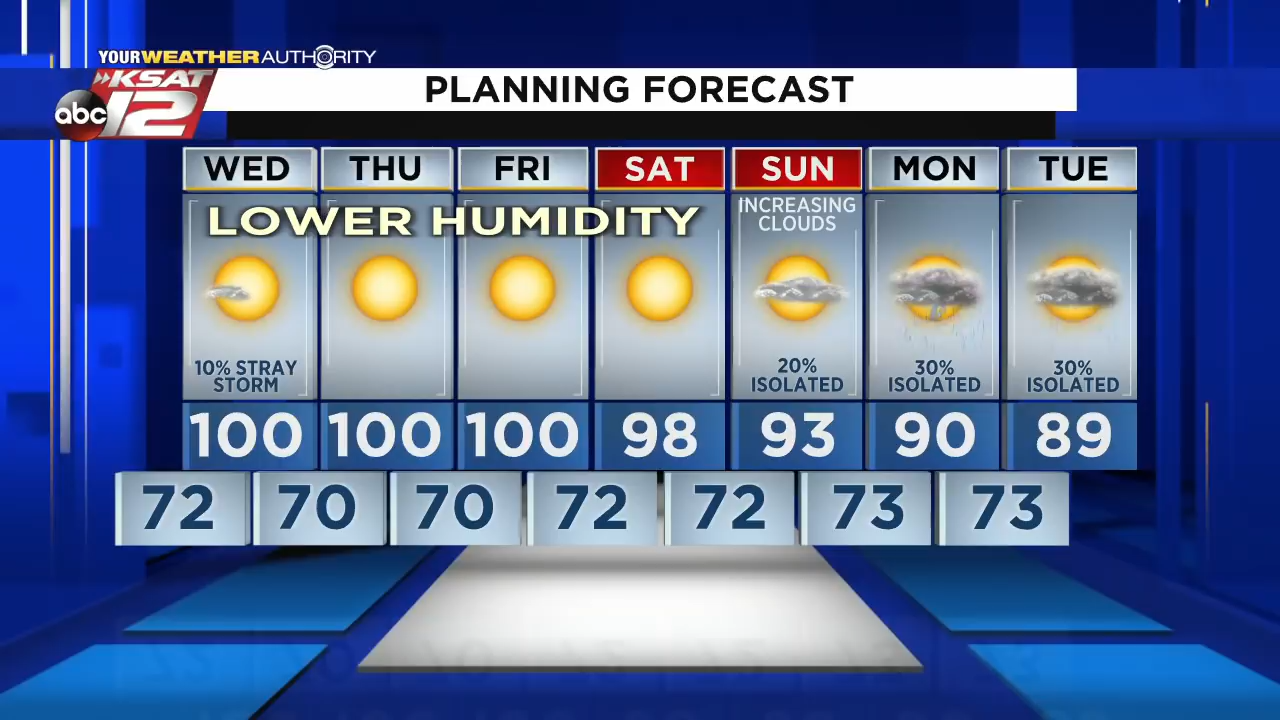 YOURWEATHERAUTHORITY
KSAT
abc 12
PLANNING FORECAST
WED THU FRI SAT SUN MON TUE
LOWER HUMIDITY
INCREASING
CLOUDS
10% STRAY
STORM
20%
ISOLATED
30%
ISOLATED
30%
ISOLATED
100 100 100 98 93 90 89
72 70 70 72 72 73 73